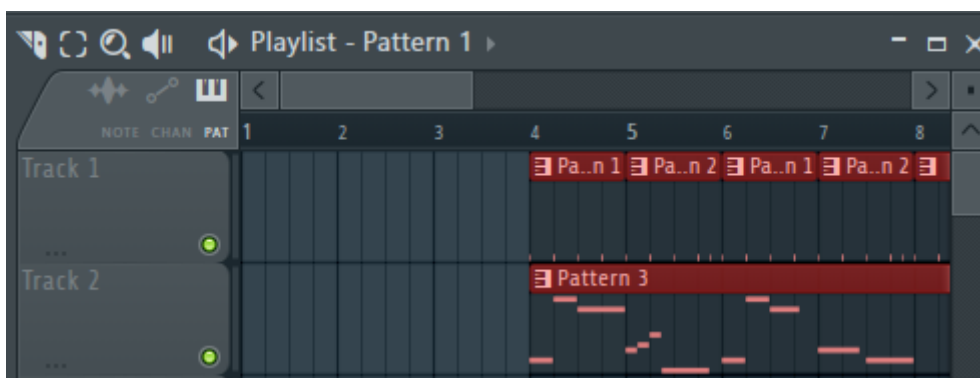 Playlist - Pattern 1
NOTE CHAN PAT 1 2 3 4 5 6 7 8
Track 1 Pa..n 1 Pa..n 2 Pa..n 1 Pa..n 2
...
Track 2 Pattern 3
...